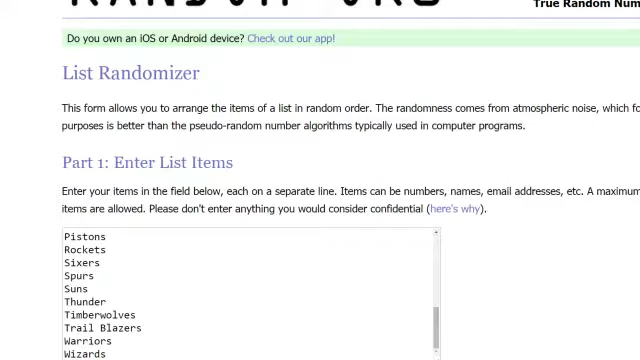 RANDOM ORG
True Random Num
Do you own an iOS or Android device? Check out our app!
List Randomizer
This form allows you to arrange the items of a list in random order. The randomness comes from atmospheric noise, which fo
purposes is better than the pseudo-random number algorithms typically used in computer programs.
Part 1: Enter List Items
Enter your items in the field below, each on a separate line. Items can be numbers, names, email addresses, etc. A maximum
items are allowed. Please don't enter anything you would consider confidential (here's why).
Pistons
Rockets
Sixers
Spurs
Suns
Thunder
Timberwolves
Trail Blazers
Warriors
Wizards